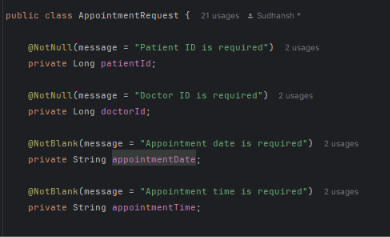 public class AppointmentRequest { 21 usages Sudhansh *
@NotNull(message = "Patient ID is required") 2 usages
private Long patientId;
@NotNull(message = "Doctor ID is required") 2 usages
private Long doctorId;
@NotBlank(message = "Appointment date is required") 2 usages
private String appointmentDate;
@NotBlank(message = "Appointment time is required") 2 usages
private String appointmentTime;